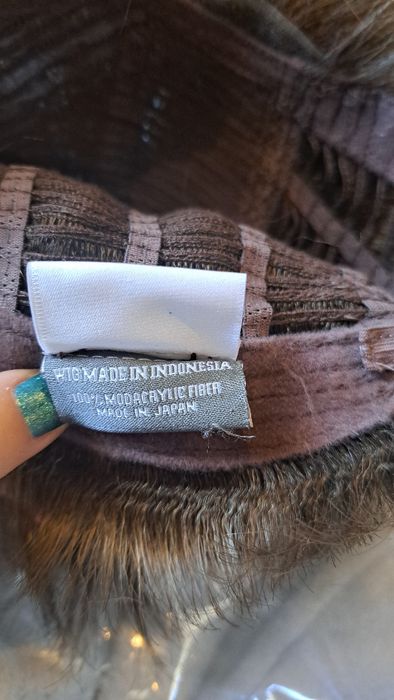 WIG MADE IN INDONESIA
100% MODACRYLIC FIBER
MADE IN JAPAN